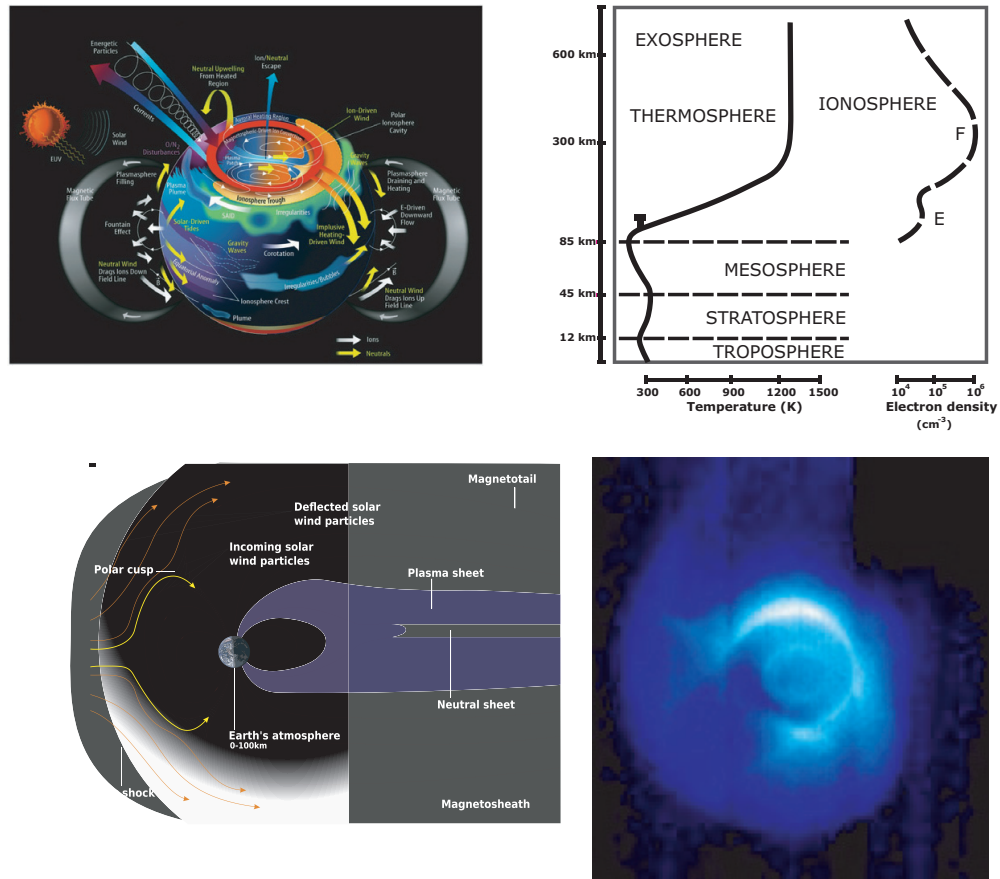 Energetic
Particles
Currents
Neutral Upwelling
From Heated
Region
Ion/Neutral
Escape
Ion-Driven
Wind
Polar
Ionosphere
Cavity
Solar
Wind
EUV
O/N₂
Disturbances
Gravity
Waves
Plasmasphere
Filling
Plasma
Plume
Magnetic
Flux Tube
Plasmasphere
Draining and
Heating
Magnetic
Flux Tube
Ionosphere Trough
SAID
Irregularities
Fountain
Effect
Solar-Driven
Tides
Gravity
Waves
Corotation
Implusive
Heating-
Driven Wind
E-Driven
Downward
Flow
Neutral Wind
Drags Ions Down
Field Line
Equatorial Anomaly
Irregularities/Bubbles
Ionosphere Crest
Plume
Neutral Wind
Drags Ions Up
Field Line
Ions
Neutrals
EXOSPHERE
THERMOSPHERE
IONOSPHERE
F
E
MESOSPHERE
STRATOSPHERE
TROPOSPHERE
600 km
300 km
85 km
45 km
12 km
300 600 900 1200 1500
Temperature (K)
10⁴ 10⁵ 10⁶
Electron density
(cm⁻³)
Magnetotail
Deflected solar
wind particles
Incoming solar
wind particles
Polar cusp
Plasma sheet
Neutral sheet
Earth's atmosphere
0-100km
shock
Magnetosheath